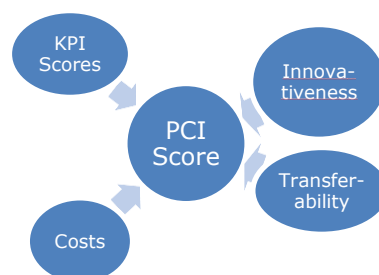 KPI
Scores
Innova-
tiveness
PCI
Score
Transfer-
ability
Costs